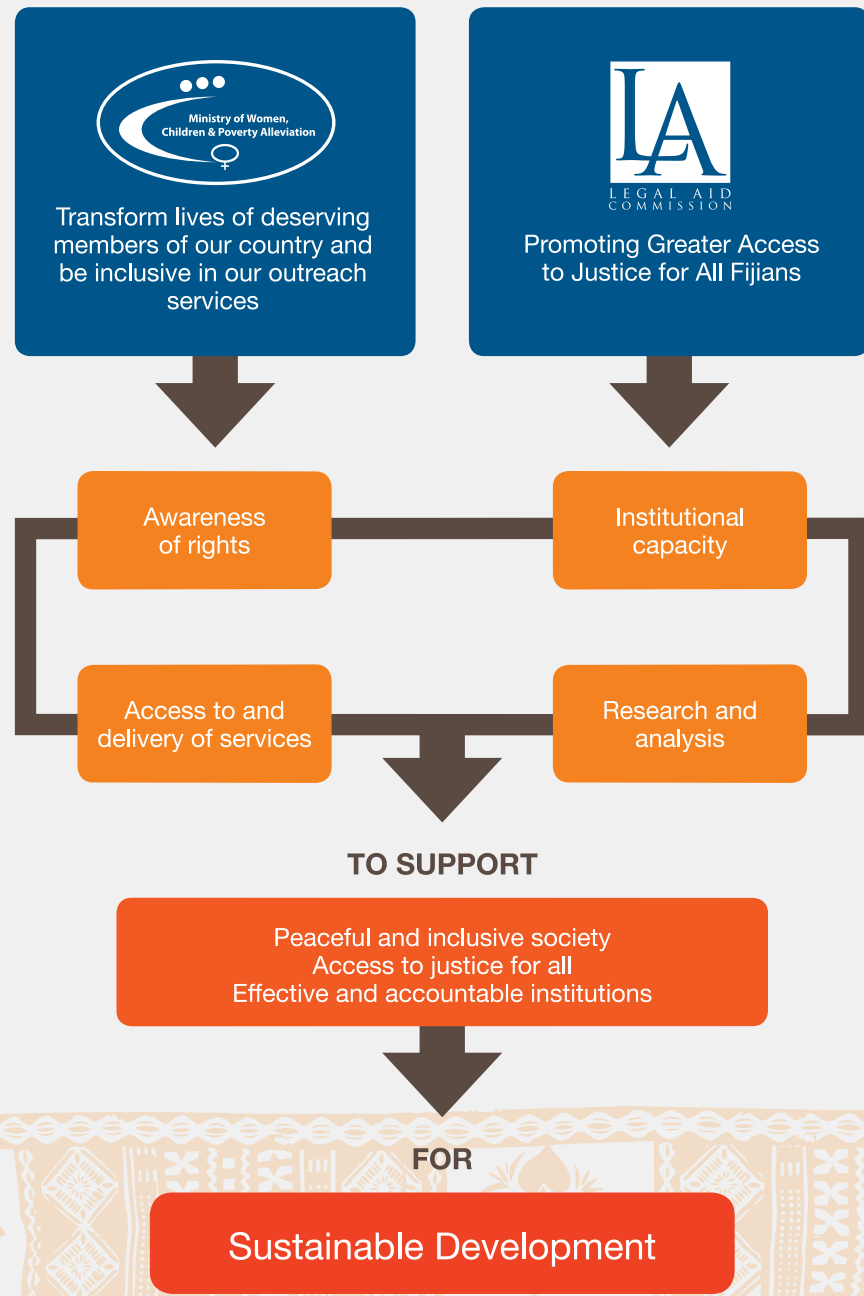 Ministry of Women,
Children & Poverty Alleviation
Transform lives of deserving
members of our country and
be inclusive in our outreach
services
LA
LEGAL AID
COMMISSION
Promoting Greater Access
to Justice for All Fijians
Awareness
of rights
Institutional
capacity
Access to and
delivery of services
Research and
analysis
TO SUPPORT
Peaceful and inclusive society
Access to justice for all
Effective and accountable institutions
FOR
Sustainable Development